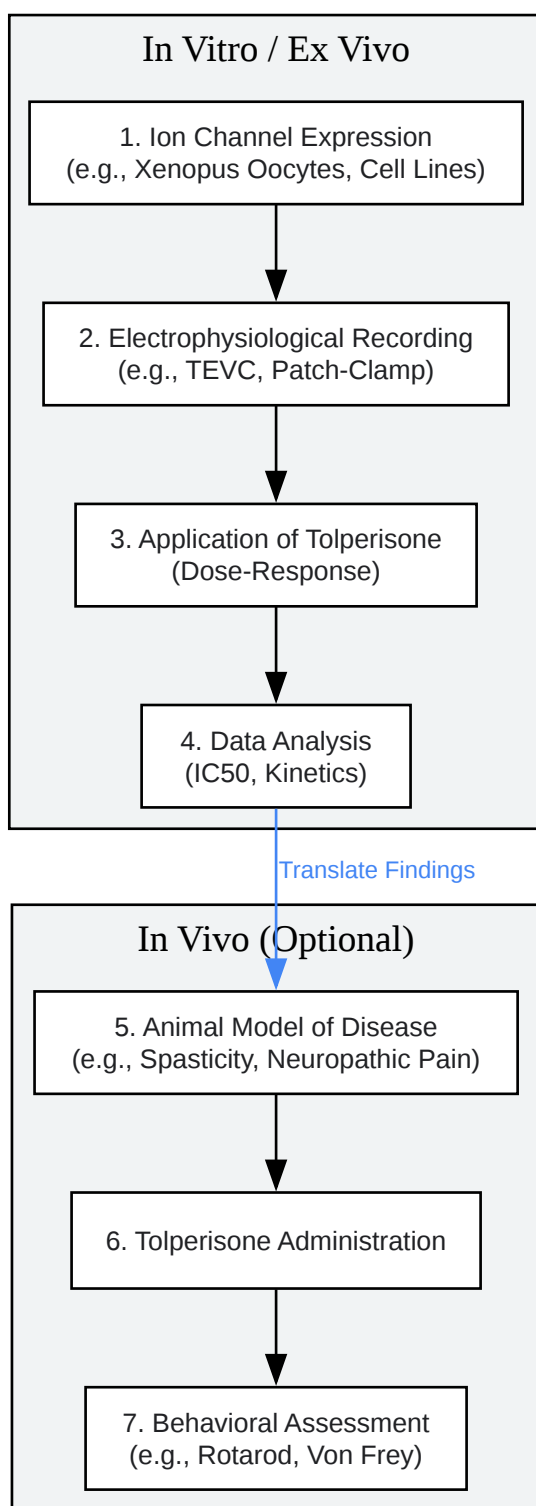 In Vitro / Ex Vivo
1. Ion Channel Expression
(e.g., Xenopus Oocytes, Cell Lines)
2. Electrophysiological Recording
(e.g., TEVC, Patch-Clamp)
3. Application of Tolperisone
(Dose-Response)
4. Data Analysis
(IC50, Kinetics)
Translate Findings
In Vivo (Optional)
5. Animal Model of Disease
(e.g., Spasticity, Neuropathic Pain)
6. Tolperisone Administration
7. Behavioral Assessment
(e.g., Rotarod, Von Frey)